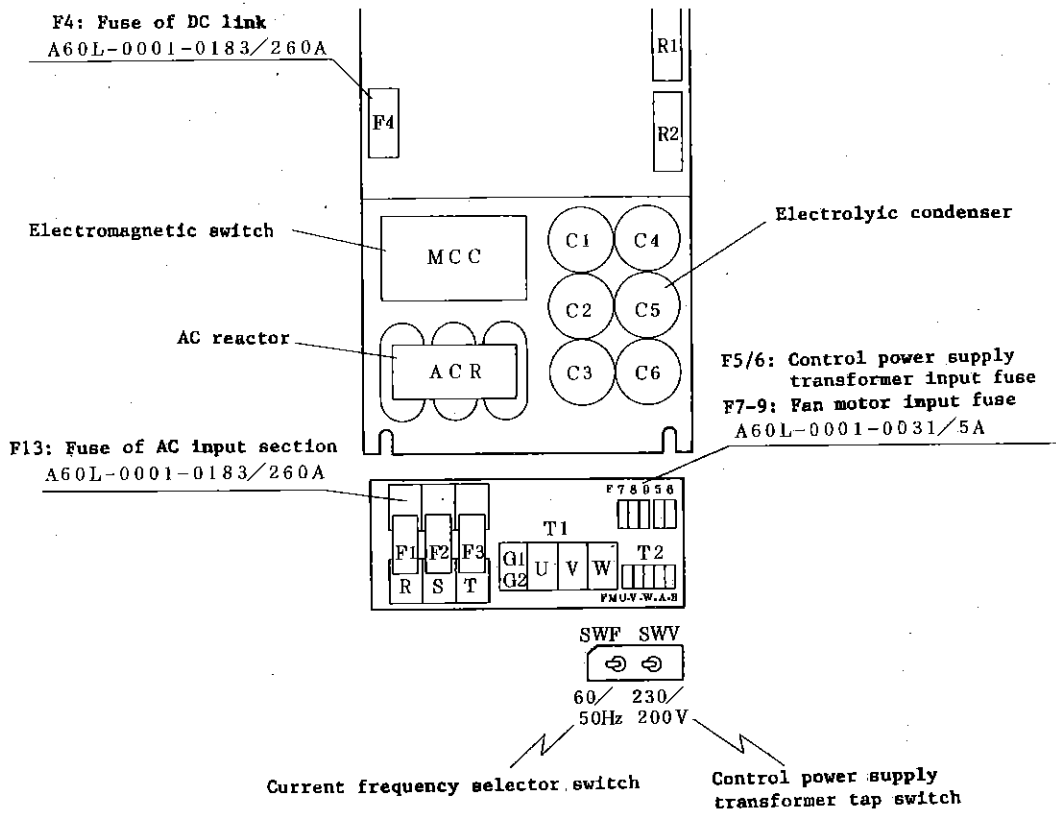 F4: Fuse of DC link
A60L-0001-0183/260A
R1
F4
R2
Electromagnetic switch
MCC
C1
C4
Electrolyic condenser
C2
C5
AC reactor
ACR
C3
C6
F5/6: Control power supply
transformer input fuse
F7-9: Fan motor input fuse
A60L-0001-0031/5A
F13: Fuse of AC input section
A60L-0001-0183/260A
F 7 8 9 5 6
T1
F1
F2
F3
G1
G2
U
V
W
T2
R
S
T
FMU-V-W-A-B
SWF SWV
60/ 230/
50Hz 200V
Current frequency selector switch
Control power supply
transformer tap switch